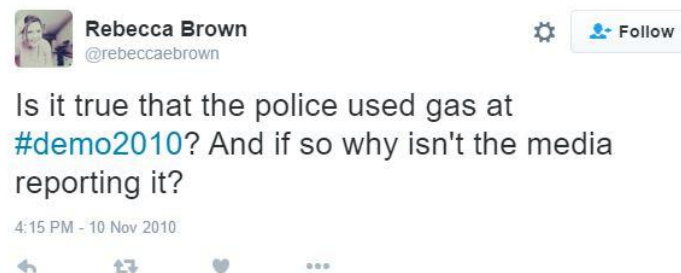 Rebecca Brown
@rebeccaebrown
Follow
Is it true that the police used gas at
#demo2010? And if so why isn't the media
reporting it?
4:15 PM - 10 Nov 2010